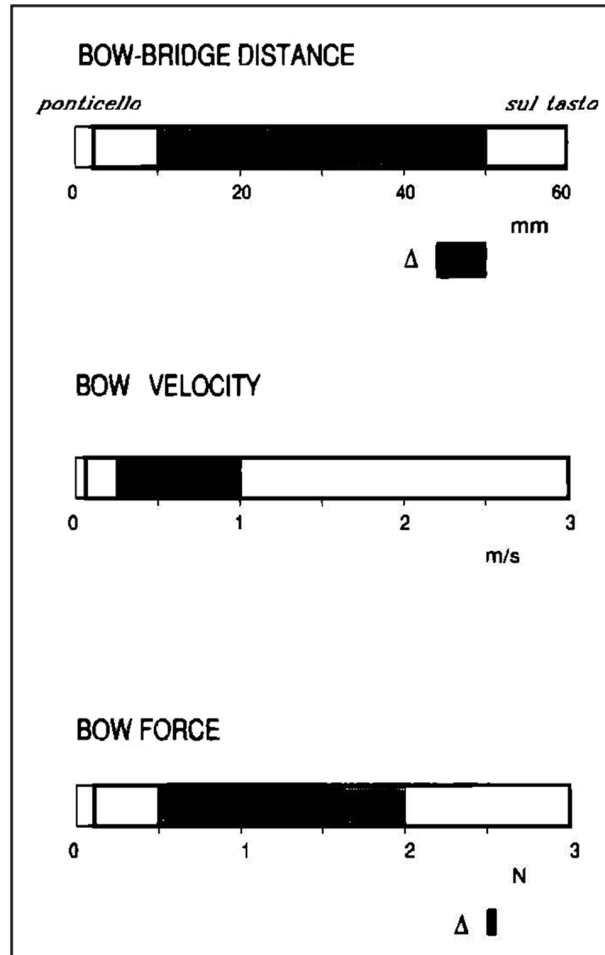 BOW-BRIDGE DISTANCE
ponticello sul tasto
0 20 40 60
mm
Δ
BOW VELOCITY
0 1 2 3
m/s
BOW FORCE
0 1 2 3
N
Δ